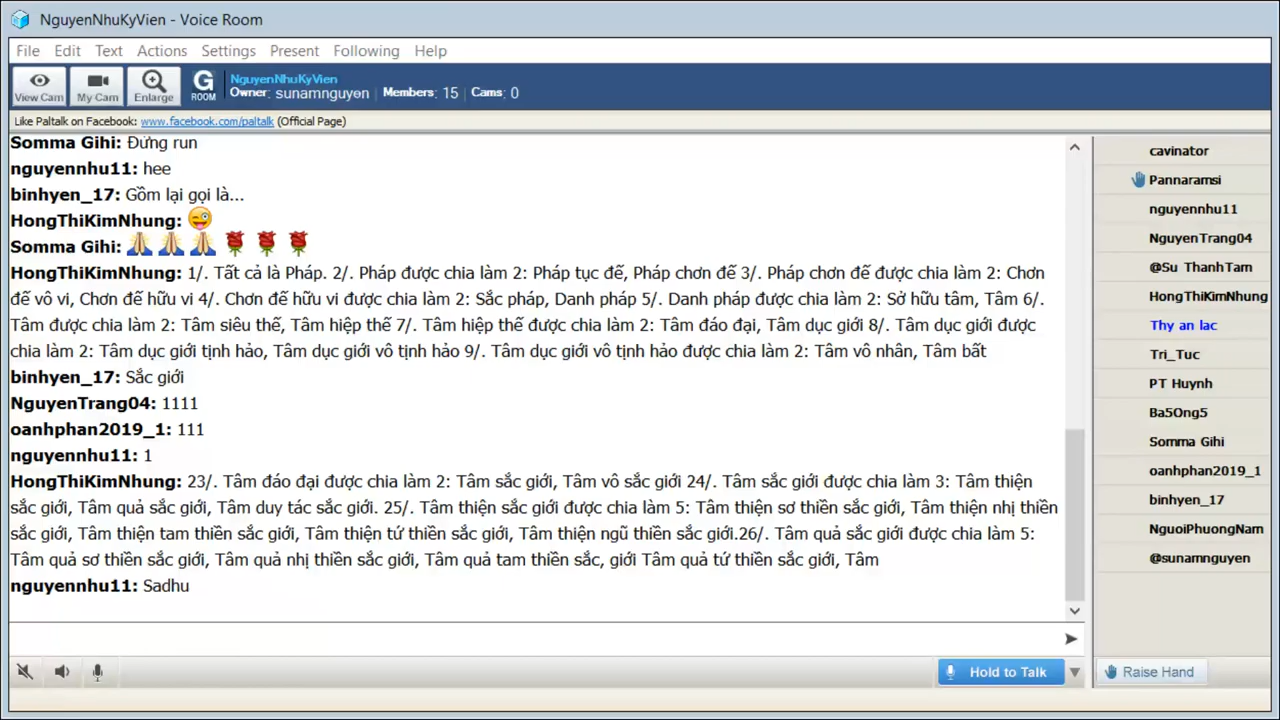 NguyenNhuKyVien - Voice Room
File Edit Text Actions Settings Present Following Help
View Cam My Cam Enlarge G ROOM
NguyenNhuKyVien
Owner: sunamnguyen Members: 15 Cams: 0
Like Paltalk on Facebook: www.facebook.com/paltalk (Official Page)
Somma Gihi: Đừng run
nguyennhu11: hee
binhyen_17: Gồm lại gọi là...
HongThiKimNhung: 😜
Somma Gihi: 🙏 🙏 🙏 🌹 🌹 🌹
HongThiKimNhung: 1/. Tất cả là Pháp. 2/. Pháp được chia làm 2: Pháp tục đế, Pháp chơn đế 3/. Pháp chơn đế được chia làm 2: Chơn
đế vô vi, Chơn đế hữu vi 4/. Chơn đế hữu vi được chia làm 2: Sắc pháp, Danh pháp 5/. Danh pháp được chia làm 2: Sở hữu tâm, Tâm 6/.
Tâm được chia làm 2: Tâm siêu thế, Tâm hiệp thế 7/. Tâm hiệp thế được chia làm 2: Tâm đáo đại, Tâm dục giới 8/. Tâm dục giới được
chia làm 2: Tâm dục giới tịnh hảo, Tâm dục giới vô tịnh hảo 9/. Tâm dục giới vô tịnh hảo được chia làm 2: Tâm vô nhân, Tâm bất
binhyen_17: Sắc giới
NguyenTrang04: 1111
oanhphan2019_1: 111
nguyennhu11: 1
HongThiKimNhung: 23/. Tâm đáo đại được chia làm 2: Tâm sắc giới, Tâm vô sắc giới 24/. Tâm sắc giới được chia làm 3: Tâm thiện
sắc giới, Tâm quả sắc giới, Tâm duy tác sắc giới. 25/. Tâm thiện sắc giới được chia làm 5: Tâm thiện sơ thiền sắc giới, Tâm thiện nhị thiền
sắc giới, Tâm thiện tam thiền sắc giới, Tâm thiện tứ thiền sắc giới, Tâm thiện ngũ thiền sắc giới.26/. Tâm quả sắc giới được chia làm 5:
Tâm quả sơ thiền sắc giới, Tâm quả nhị thiền sắc giới, Tâm quả tam thiền sắc, giới Tâm quả tứ thiền sắc giới, Tâm
nguyennhu11: Sadhu
cavinator
Pannaramsi
nguyennhu11
NguyenTrang04
@Su ThanhTam
HongThiKimNhung
Thy an lac
Tri_Tuc
PT Huynh
Ba5Ong5
Somma Gihi
oanhphan2019_1
binhyen_17
NguoiPhuongNam
@sunamnguyen
Hold to Talk
Raise Hand